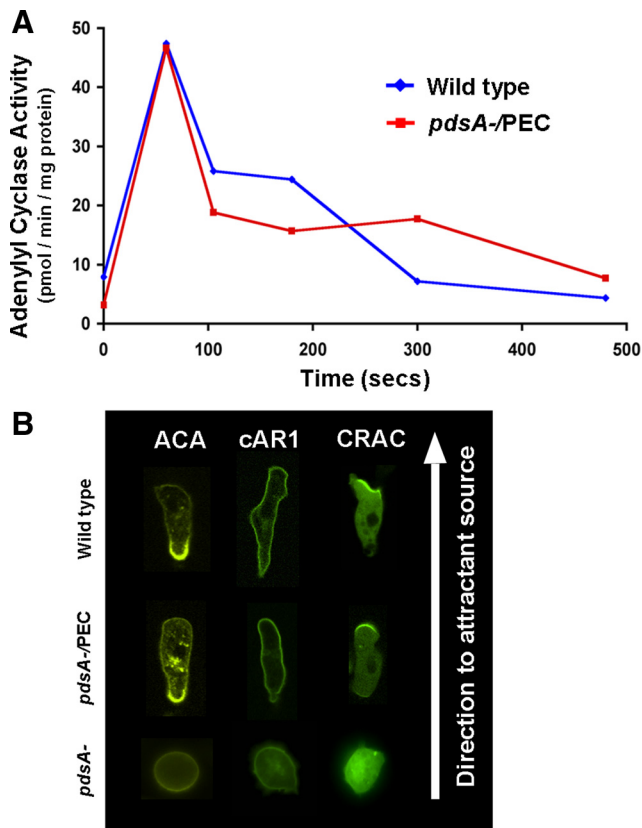 A
Adenylyl Cyclase Activity
(pmol / min / mg protein)
50
40
30
20
10
0
Wild type
pdsA-/PEC
0 100 200 300 400 500
Time (secs)
B
ACA cAR1 CRAC
Wild type
pdsA-/PEC
pdsA-
Direction to attractant source